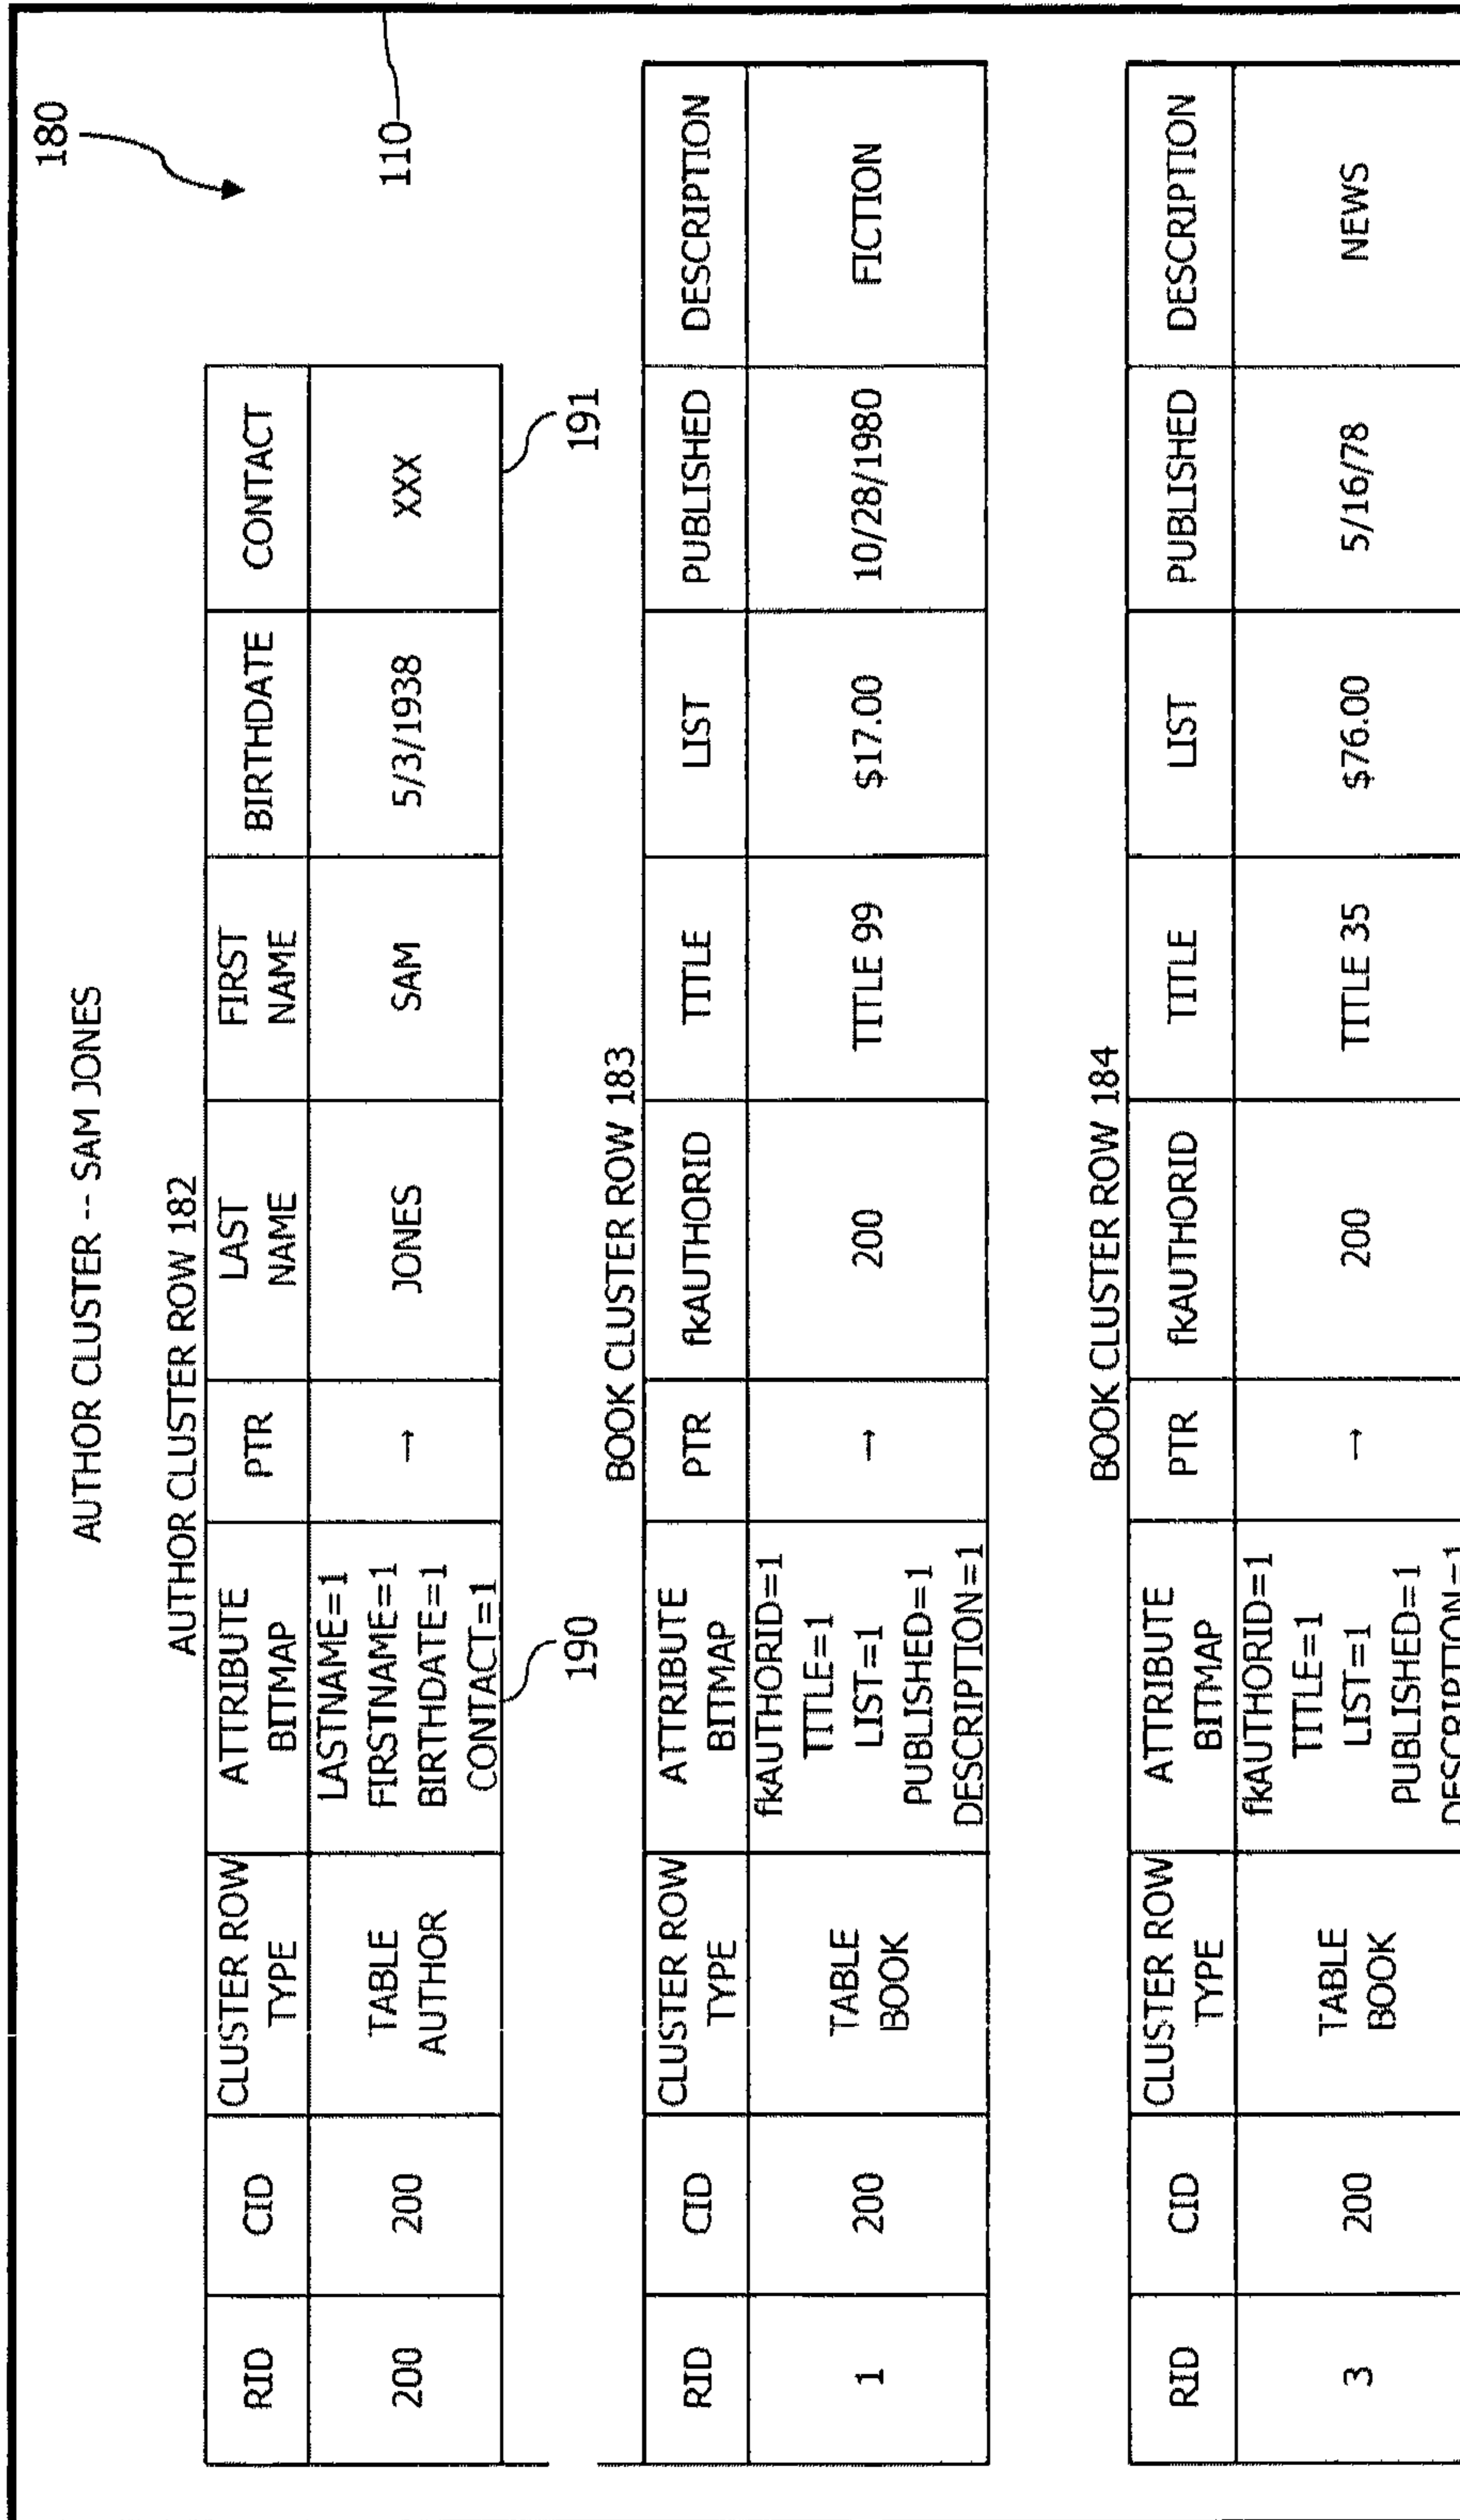 180
AUTHOR CLUSTER -- SAM JONES
AUTHOR CLUSTER ROW 182
RID CID CLUSTER ROW TYPE ATTRIBUTE BITMAP PTR LAST NAME FIRST NAME BIRTHDATE CONTACT
200 200 TABLE AUTHOR LASTNAME=1 FIRSTNAME=1 BIRTHDATE=1 CONTACT=1 → JONES SAM 5/3/1938 XXX
110
190
191
BOOK CLUSTER ROW 183
RID CID CLUSTER ROW TYPE ATTRIBUTE BITMAP PTR fkAUTHORID TITLE LIST PUBLISHED DESCRIPTION
1 200 TABLE BOOK fkAUTHORID=1 TITLE=1 LIST=1 PUBLISHED=1 DESCRIPTION=1 → 200 TITLE 99 $17.00 10/28/1980 FICTION
BOOK CLUSTER ROW 184
RID CID CLUSTER ROW TYPE ATTRIBUTE BITMAP PTR fkAUTHORID TITLE LIST PUBLISHED DESCRIPTION
3 200 TABLE BOOK fkAUTHORID=1 TITLE=1 LIST=1 PUBLISHED=1 DESCRIPTION=1 → 200 TITLE 35 $76.00 5/16/78 NEWS